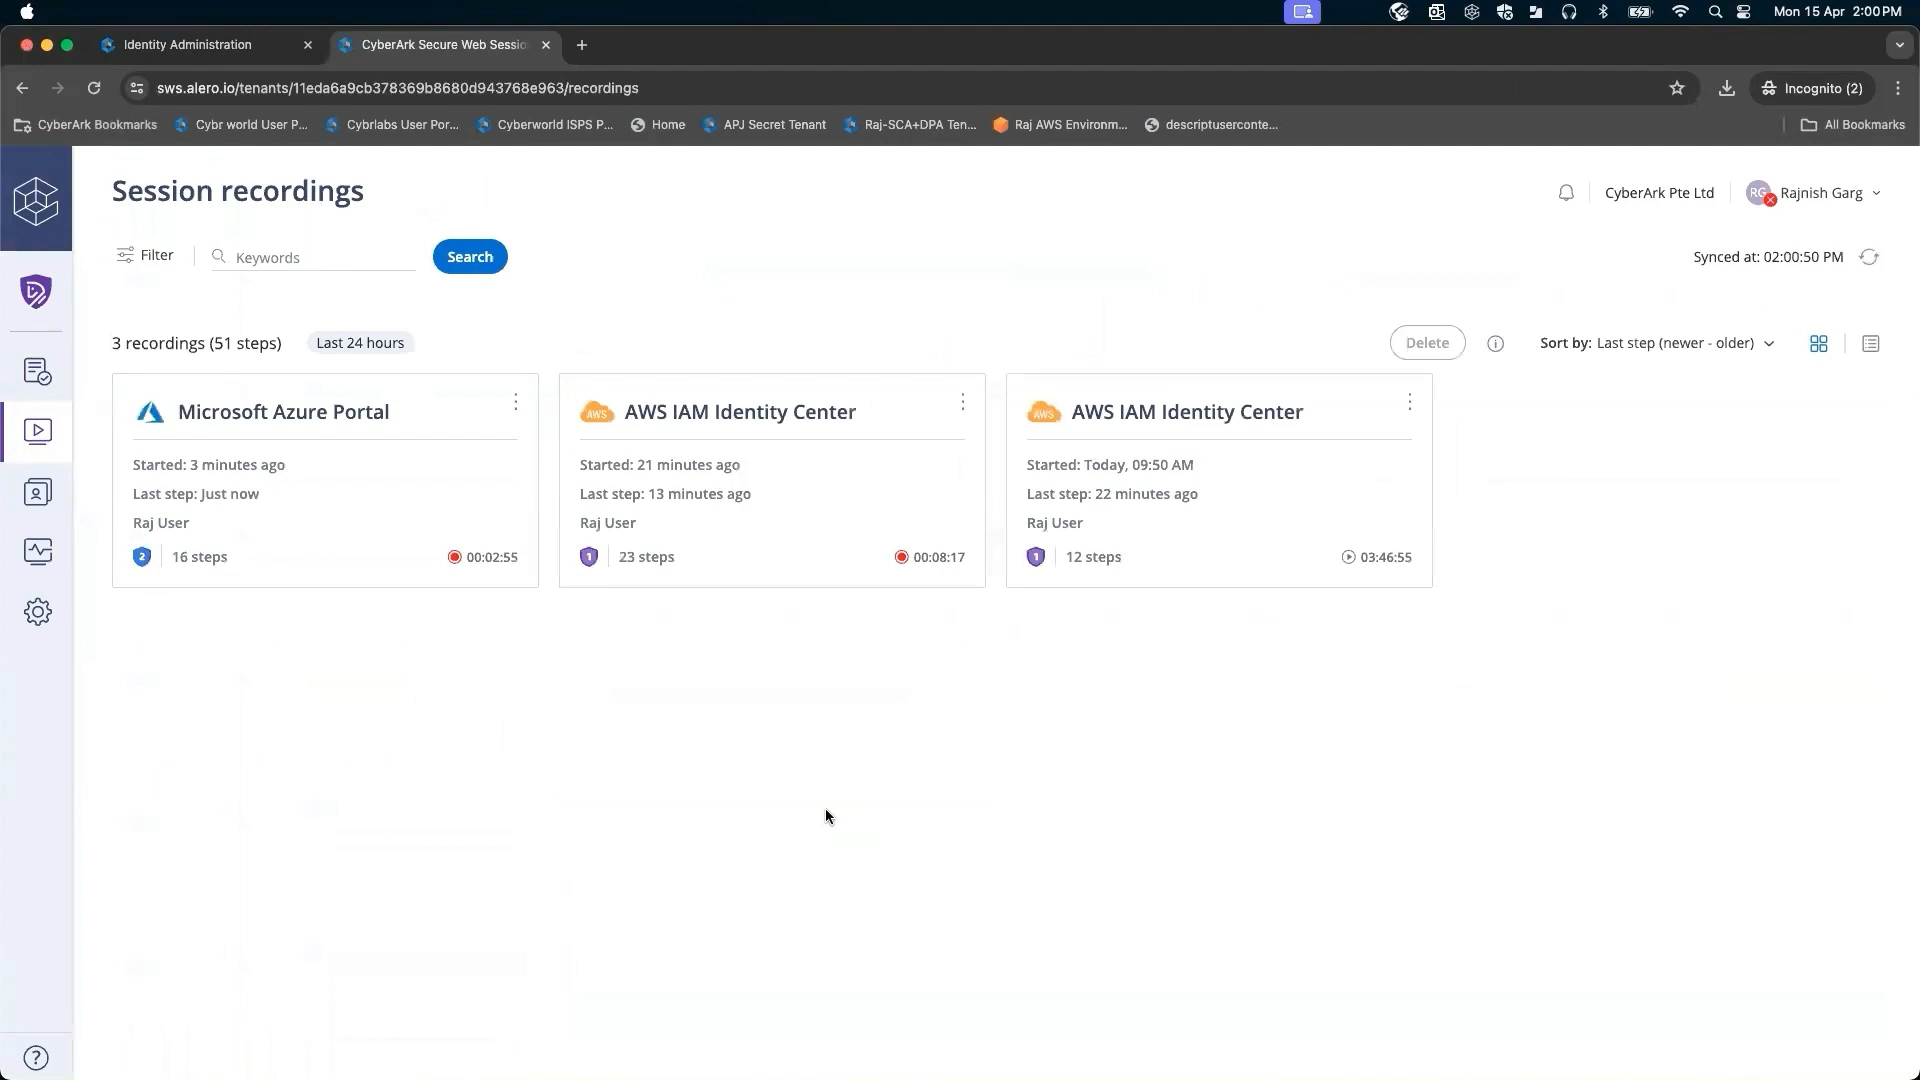 Mon 15 Apr 2:00 PM
Identity Administration
CyberArk Secure Web Sessio
sws.alero.io/tenants/11eda6a9cb378369b8680d943768e963/recordings
Incognito (2)
CyberArk Bookmarks
Cybr world User P...
Cybrlabs User Por...
Cyberworld ISPS P...
Home
APJ Secret Tenant
Raj-SCA+DPA Ten...
Raj AWS Environm...
descriptuserconte...
All Bookmarks
Session recordings
CyberArk Pte Ltd
RG
Rajnish Garg
Filter
Keywords
Search
Synced at: 02:00:50 PM
3 recordings (51 steps)
Last 24 hours
Delete
Sort by: Last step (newer - older)
Microsoft Azure Portal
Started: 3 minutes ago
Last step: Just now
Raj User
2
16 steps
00:02:55
AWS
AWS IAM Identity Center
Started: 21 minutes ago
Last step: 13 minutes ago
Raj User
1
23 steps
00:08:17
AWS
AWS IAM Identity Center
Started: Today, 09:50 AM
Last step: 22 minutes ago
Raj User
1
12 steps
03:46:55